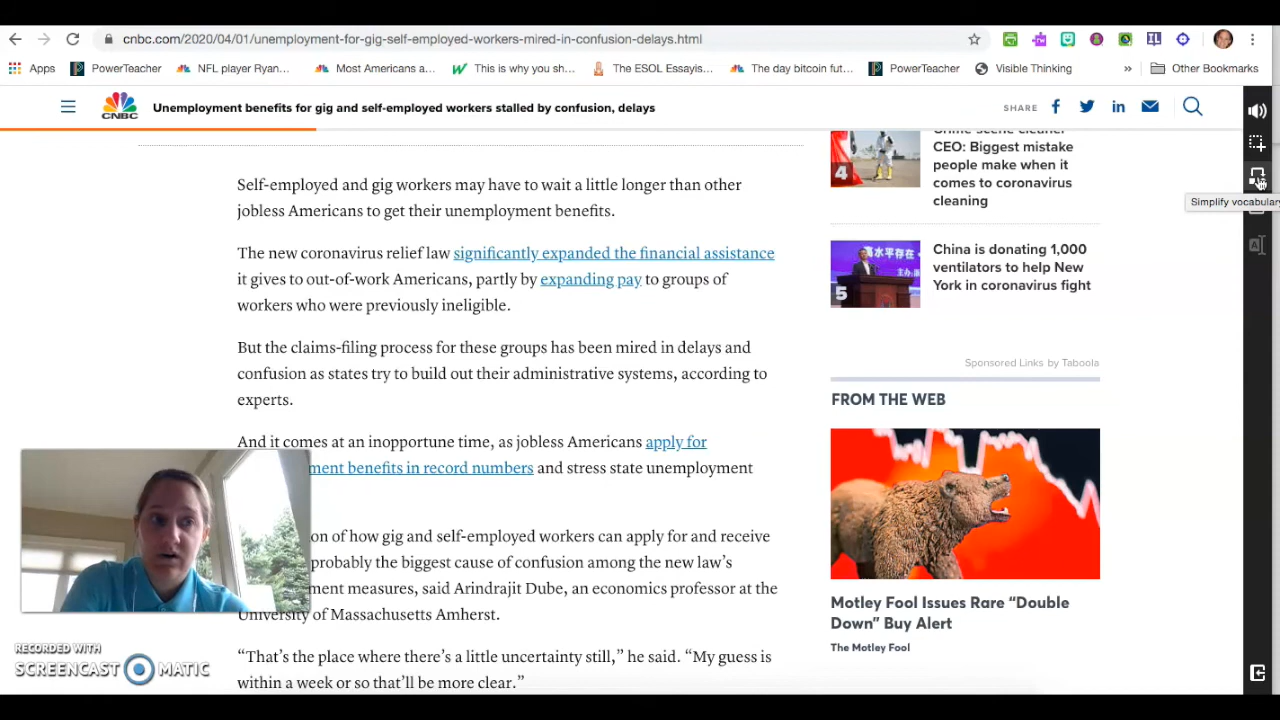 cnbc.com/2020/04/01/unemployment-for-gig-self-employed-workers-mired-in-confusion-delays.html
Apps PowerTeacher NFL player Ryan... Most Americans a... This is why you sh... The ESOL Essayis... The day bitcoin fut... PowerTeacher Visible Thinking » Other Bookmarks
CNBC
Unemployment benefits for gig and self-employed workers stalled by confusion, delays
SHARE
Self-employed and gig workers may have to wait a little longer than other
jobless Americans to get their unemployment benefits.
The new coronavirus relief law significantly expanded the financial assistance
it gives to out-of-work Americans, partly by expanding pay to groups of
workers who were previously ineligible.
But the claims-filing process for these groups has been mired in delays and
confusion as states try to build out their administrative systems, according to
experts.
And it comes at an inopportune time, as jobless Americans apply for
ment benefits in record numbers and stress state unemployment
on of how gig and self-employed workers can apply for and receive
probably the biggest cause of confusion among the new law’s
ment measures, said Arindrajit Dube, an economics professor at the
University of Massachusetts Amherst.
“That’s the place where there’s a little uncertainty still,” he said. “My guess is
within a week or so that’ll be more clear.”
4
Crime scene cleaner
CEO: Biggest mistake
people make when it
comes to coronavirus
cleaning
5
China is donating 1,000
ventilators to help New
York in coronavirus fight
Sponsored Links by Taboola
FROM THE WEB
Motley Fool Issues Rare “Double
Down” Buy Alert
The Motley Fool
Simplify vocabulary
RECORDED WITH
SCREENCAST MATIC